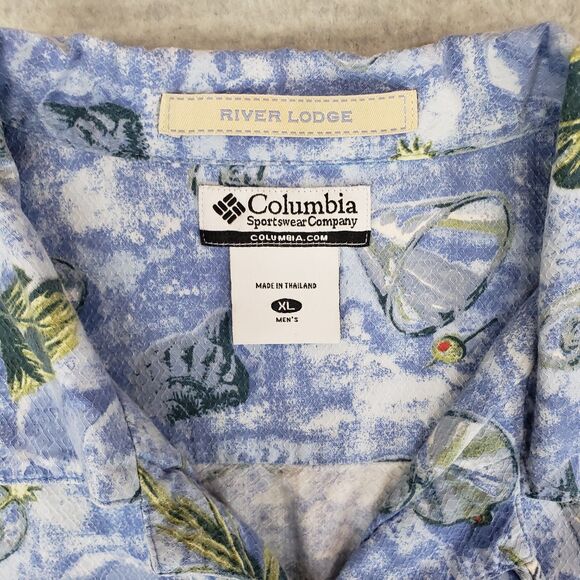 RIVER LODGE
Columbia
Sportswear Company
COLUMBIA.COM
MADE IN THAILAND
XL
MEN'S